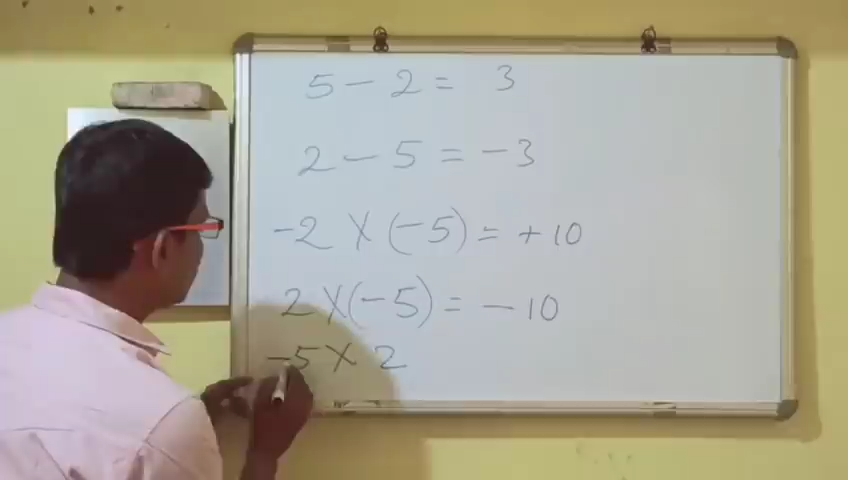 5 - 2 = 3
2 - 5 = -3
-2 X (-5) = +10
2 X (-5) = -10
-5 X 2